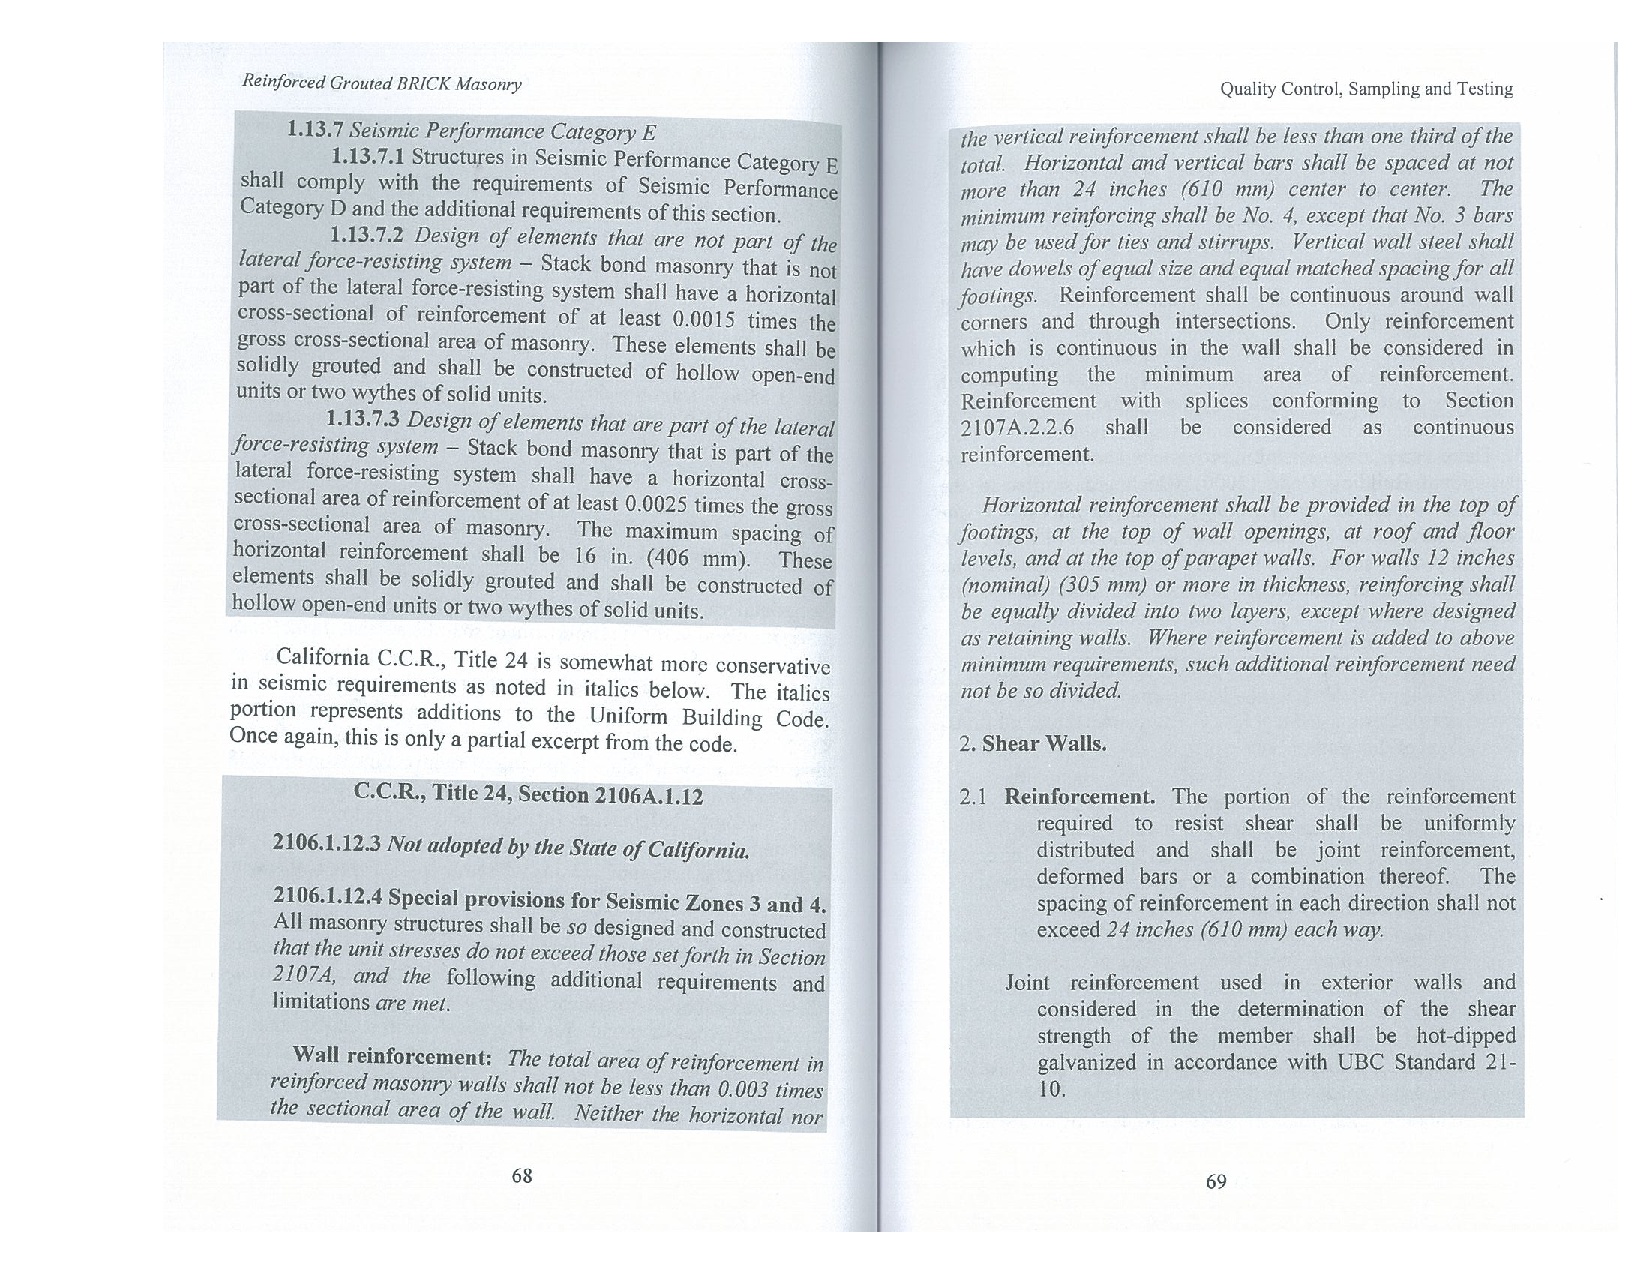 Reinforced Grouted BRICK Masonry
1.13.7 Seismic Performance Category E
1.13.7.1 Structures in Seismic Performance Category E
shall comply with the requirements of Seismic Performance
Category D and the additional requirements of this section.
1.13.7.2 Design of elements that are not part of the
lateral force-resisting system – Stack bond masonry that is not
part of the lateral force-resisting system shall have a horizontal
cross-sectional of reinforcement of at least 0.0015 times the
gross cross-sectional area of masonry. These elements shall be
solidly grouted and shall be constructed of hollow open-end
units or two wythes of solid units.
1.13.7.3 Design of elements that are part of the lateral
force-resisting system – Stack bond masonry that is part of the
lateral force-resisting system shall have a horizontal cross-
sectional area of reinforcement of at least 0.0025 times the gross
cross-sectional area of masonry. The maximum spacing of
horizontal reinforcement shall be 16 in. (406 mm). These
elements shall be solidly grouted and shall be constructed of
hollow open-end units or two wythes of solid units.
California C.C.R., Title 24 is somewhat more conservative
in seismic requirements as noted in italics below. The italics
portion represents additions to the Uniform Building Code.
Once again, this is only a partial excerpt from the code.
C.C.R., Title 24, Section 2106A.1.12
2106.1.12.3 Not adopted by the State of California.
2106.1.12.4 Special provisions for Seismic Zones 3 and 4.
All masonry structures shall be so designed and constructed
that the unit stresses do not exceed those set forth in Section
2107A, and the following additional requirements and
limitations are met.
Wall reinforcement: The total area of reinforcement in
reinforced masonry walls shall not be less than 0.003 times
the sectional area of the wall. Neither the horizontal nor
68
Quality Control, Sampling and Testing
the vertical reinforcement shall be less than one third of the
total. Horizontal and vertical bars shall be spaced at not
more than 24 inches (610 mm) center to center. The
minimum reinforcing shall be No. 4, except that No. 3 bars
may be used for ties and stirrups. Vertical wall steel shall
have dowels of equal size and equal matched spacing for all
footings. Reinforcement shall be continuous around wall
corners and through intersections. Only reinforcement
which is continuous in the wall shall be considered in
computing the minimum area of reinforcement.
Reinforcement with splices conforming to Section
2107A.2.2.6 shall be considered as continuous
reinforcement.
Horizontal reinforcement shall be provided in the top of
footings, at the top of wall openings, at roof and floor
levels, and at the top of parapet walls. For walls 12 inches
(nominal) (305 mm) or more in thickness, reinforcing shall
be equally divided into two layers, except where designed
as retaining walls. Where reinforcement is added to above
minimum requirements, such additional reinforcement need
not be so divided.
2. Shear Walls.
2.1 Reinforcement. The portion of the reinforcement
required to resist shear shall be uniformly
distributed and shall be joint reinforcement,
deformed bars or a combination thereof. The
spacing of reinforcement in each direction shall not
exceed 24 inches (610 mm) each way.
Joint reinforcement used in exterior walls and
considered in the determination of the shear
strength of the member shall be hot-dipped
galvanized in accordance with UBC Standard 21-
10.
69